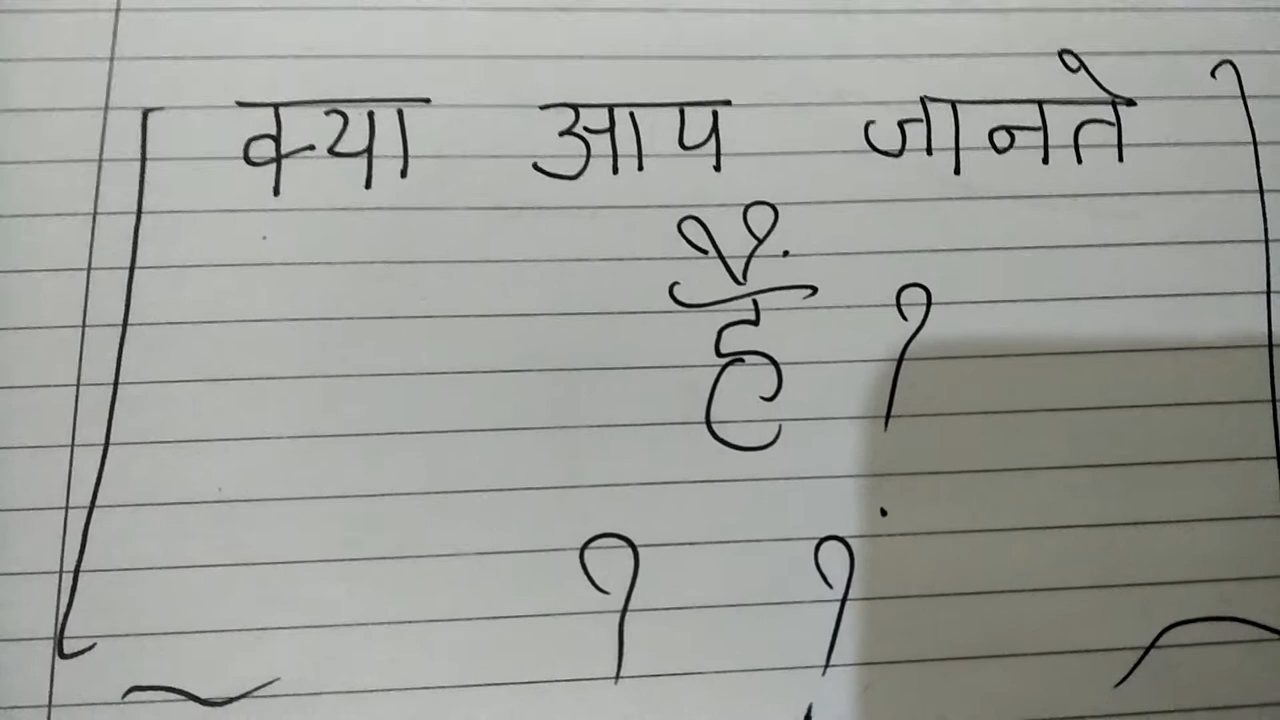 क्या आप जानते
हैं ?
? ?